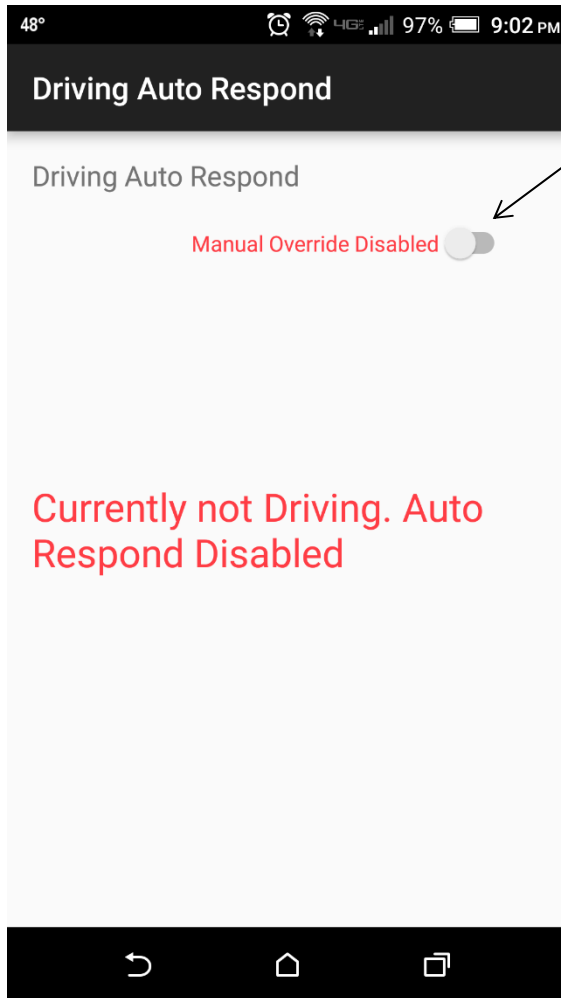 48° 4G 97% 9:02 PM
Driving Auto Respond
Driving Auto Respond
Manual Override Disabled
Currently not Driving. Auto
Respond Disabled